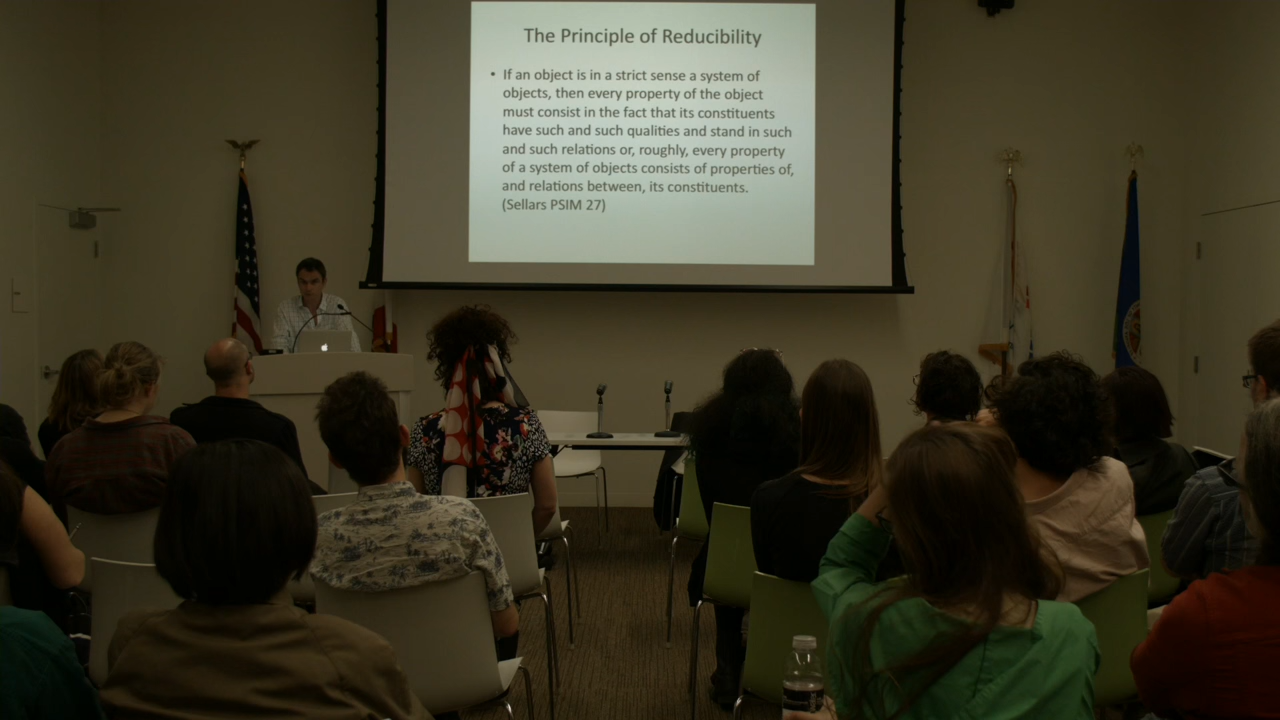 The Principle of Reducibility
• If an object is in a strict sense a system of
objects, then every property of the object
must consist in the fact that its constituents
have such and such qualities and stand in such
and such relations or, roughly, every property
of a system of objects consists of properties of,
and relations between, its constituents.
(Sellars PSIM 27)